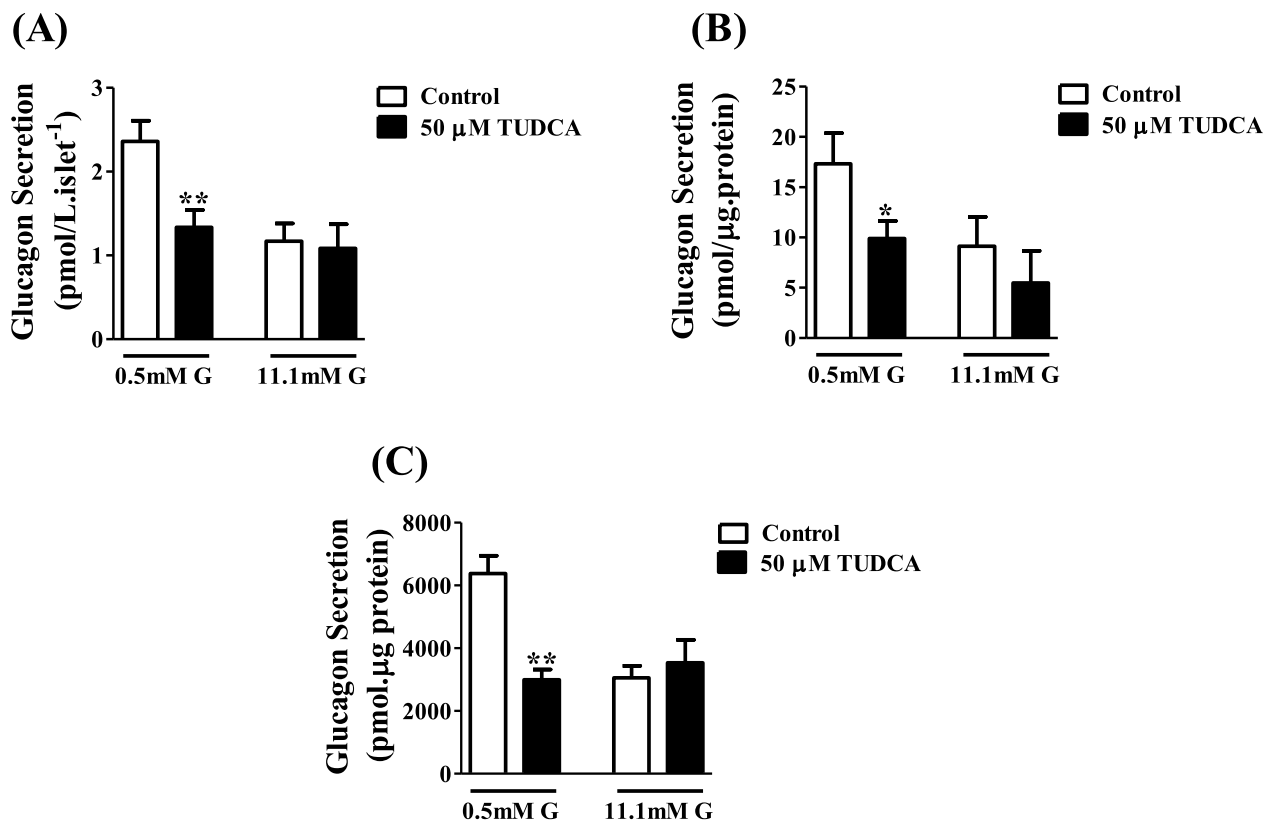 (A)
Glucagon Secretion
(pmol/L.islet⁻¹)
3
2
1
0
Control
50 μM TUDCA
**
0.5mM G
11.1mM G
(B)
Glucagon Secretion
(pmol/μg.protein)
25
20
15
10
5
0
Control
50 μM TUDCA
*
0.5mM G
11.1mM G
(C)
Glucagon Secretion
(pmol.μg protein)
8000
6000
4000
2000
0
Control
50 μM TUDCA
**
0.5mM G
11.1mM G